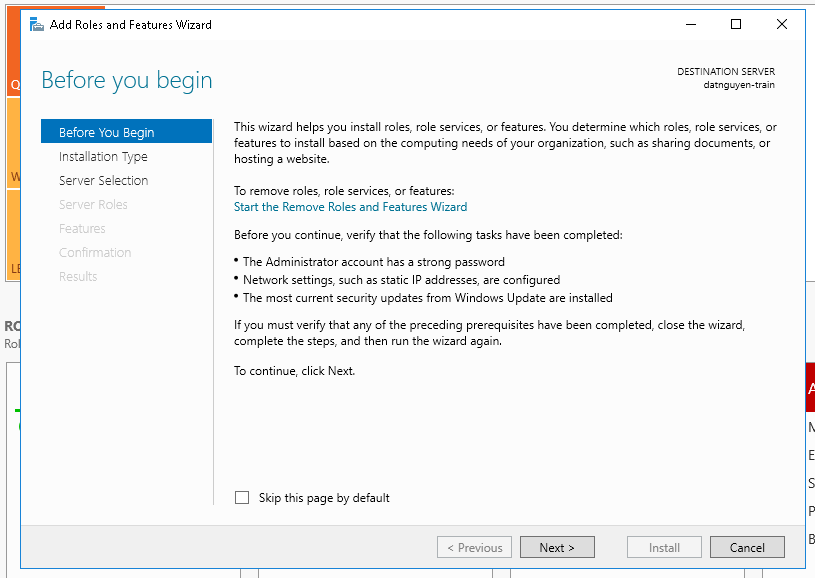 Add Roles and Features Wizard
Before you begin
DESTINATION SERVER
datnguyen-train
Before You Begin
Installation Type
Server Selection
Server Roles
Features
Confirmation
Results
This wizard helps you install roles, role services, or features. You determine which roles, role services, or
features to install based on the computing needs of your organization, such as sharing documents, or
hosting a website.
To remove roles, role services, or features:
Start the Remove Roles and Features Wizard
Before you continue, verify that the following tasks have been completed:
• The Administrator account has a strong password
• Network settings, such as static IP addresses, are configured
• The most current security updates from Windows Update are installed
If you must verify that any of the preceding prerequisites have been completed, close the wizard,
complete the steps, and then run the wizard again.
To continue, click Next.
Skip this page by default
< Previous
Next >
Install
Cancel